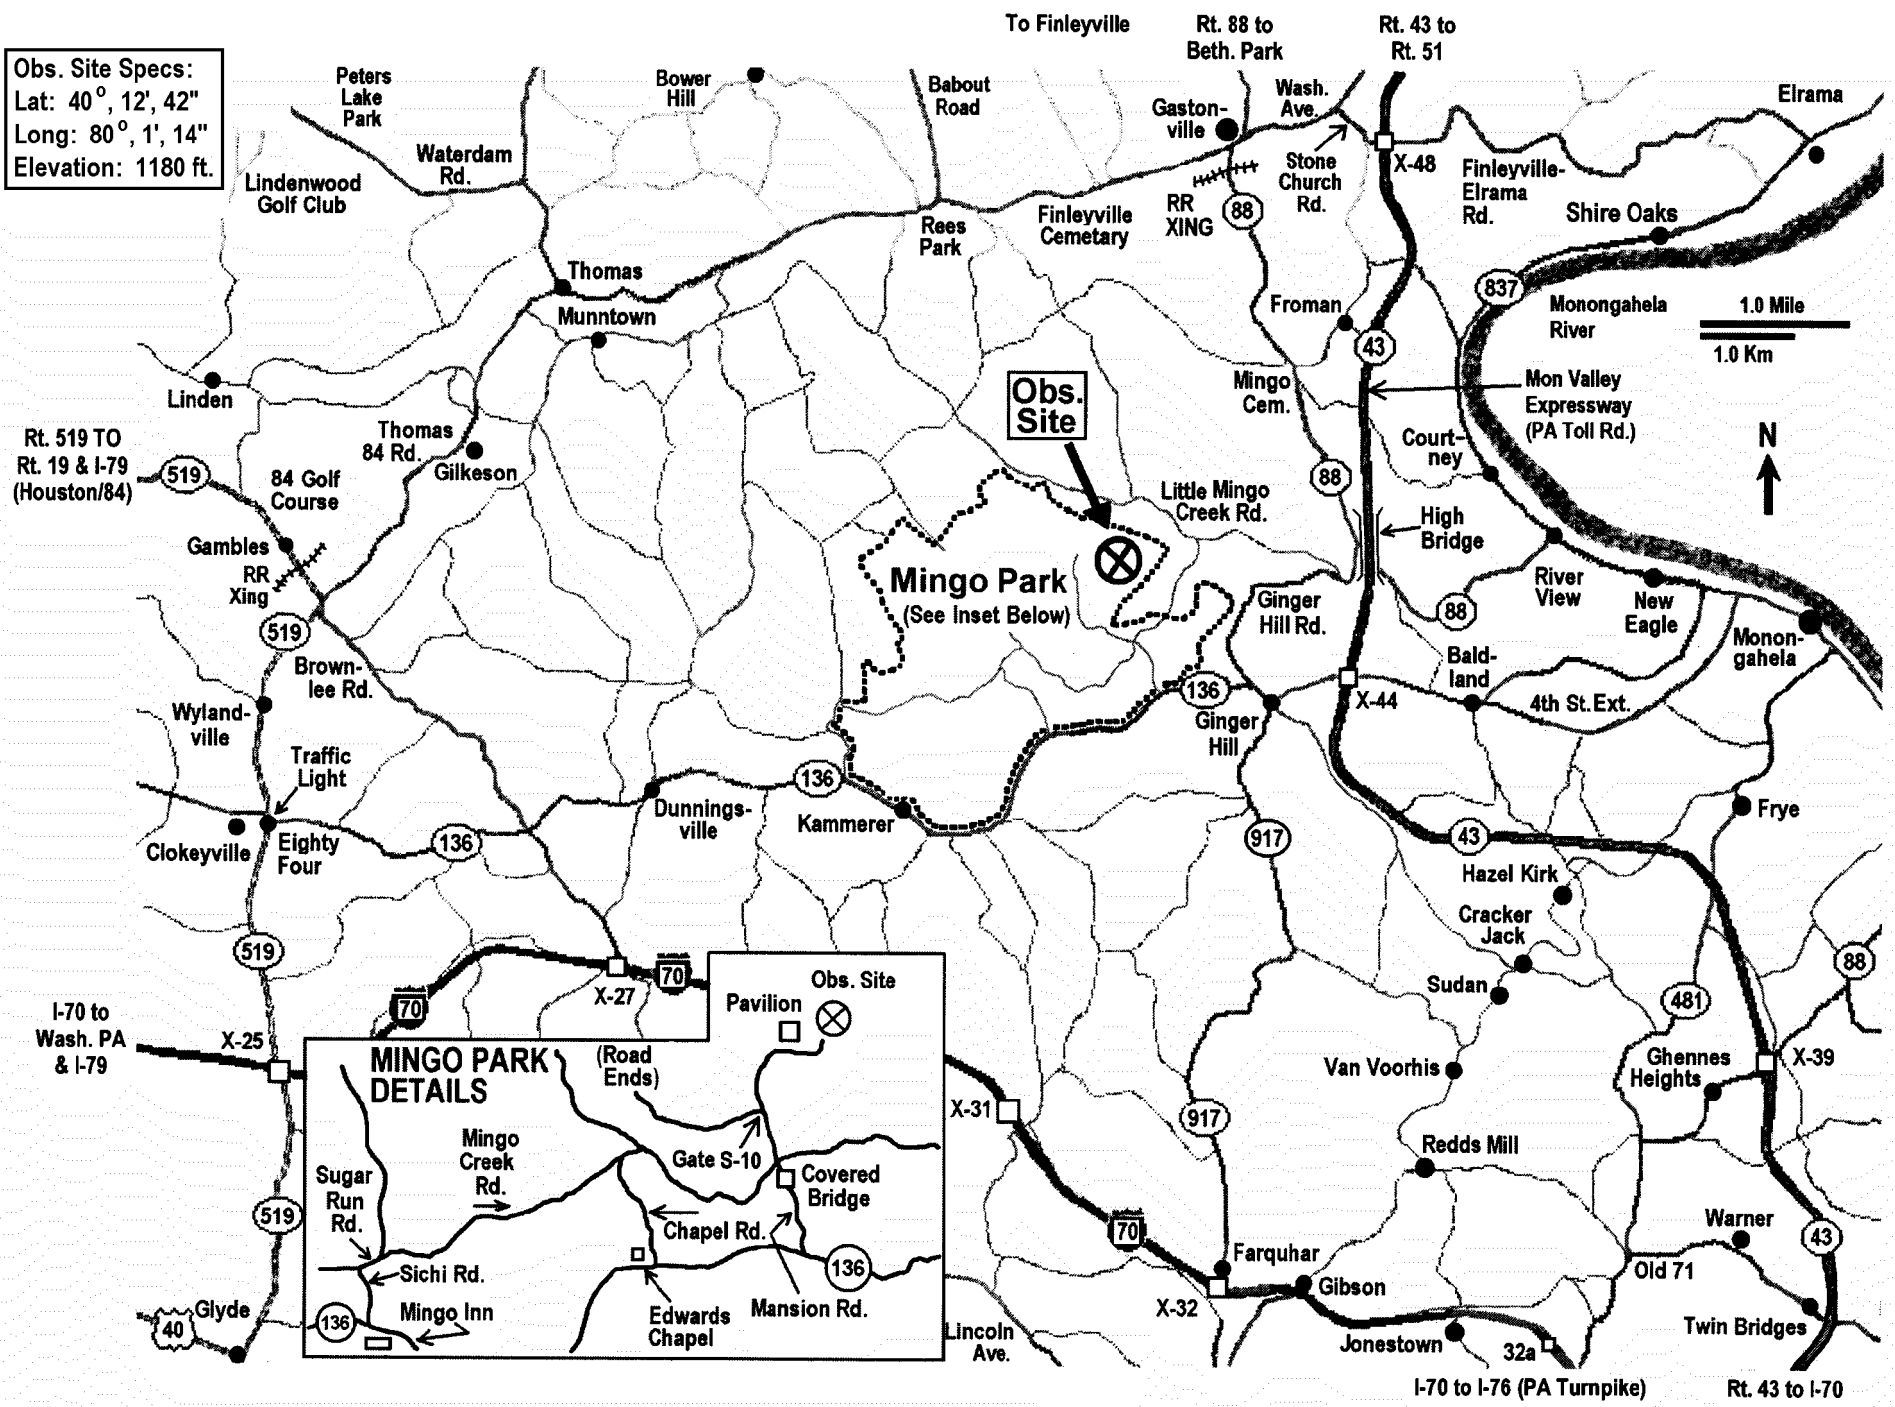 To Finleyville
Rt. 88 to
Beth. Park
Rt. 43 to
Rt. 51
Obs. Site Specs:
Lat: 40°, 12', 42"
Long: 80°, 1', 14"
Elevation: 1180 ft.
Peters
Lake
Park
Bower
Hill
Babout
Road
Gaston-
ville
Wash.
Ave.
Elrama
Waterdam
Rd.
Lindenwood
Golf Club
Stone
Church
Rd.
X-48
Finleyville-
Elrama
Rd.
RR
XING
88
Rees
Park
Finleyville
Cemetary
Shire Oaks
Thomas
Munntown
Froman
837
Monongahela
River
1.0 Mile
1.0 Km
43
Linden
Obs.
Site
Mingo
Cem.
Mon Valley
Expressway
(PA Toll Rd.)
Rt. 519 TO
Rt. 19 & I-79
(Houston/84)
519
84 Golf
Course
Thomas
84 Rd.
Gilkeson
Court-
ney
N
88
Little Mingo
Creek Rd.
High
Bridge
Gambles
RR
Xing
Mingo Park
(See Inset Below)
River
View
New
Eagle
88
Ginger
Hill Rd.
519
Brown-
lee Rd.
Monon-
gahela
Bald-
land
136
X-44
4th St. Ext.
Wyland-
ville
Ginger
Hill
Traffic
Light
136
Dunnings-
ville
Kammerer
Frye
Clokeyville
Eighty
Four
136
917
43
Hazel Kirk
Cracker
Jack
519
88
Sudan
X-27
70
70
481
I-70 to
Wash. PA
& I-79
X-25
Obs. Site
Pavilion
MINGO PARK
DETAILS
(Road
Ends)
Van Voorhis
Ghennes
Heights
X-39
X-31
917
Mingo
Creek
Rd.
Gate S-10
Covered
Bridge
Redds Mill
Sugar
Run
Rd.
519
Chapel Rd.
70
Warner
43
Farquhar
Gibson
Old 71
Sichi Rd.
136
Mansion Rd.
Edwards
Chapel
Mingo Inn
136
Glyde
40
X-32
Lincoln
Ave.
Jonestown
32a
Twin Bridges
I-70 to I-76 (PA Turnpike)
Rt. 43 to I-70